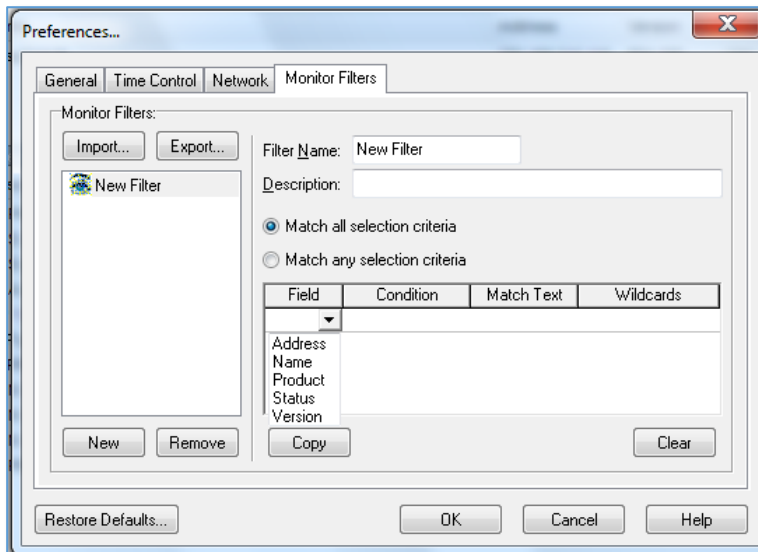 Preferences...
General Time Control Network Monitor Filters
Monitor Filters:
Import... Export...
New Filter
New Remove
Filter Name: New Filter
Description:
Match all selection criteria
Match any selection criteria
Field Condition Match Text Wildcards
Address
Name
Product
Status
Version
Copy Clear
Restore Defaults... OK Cancel Help